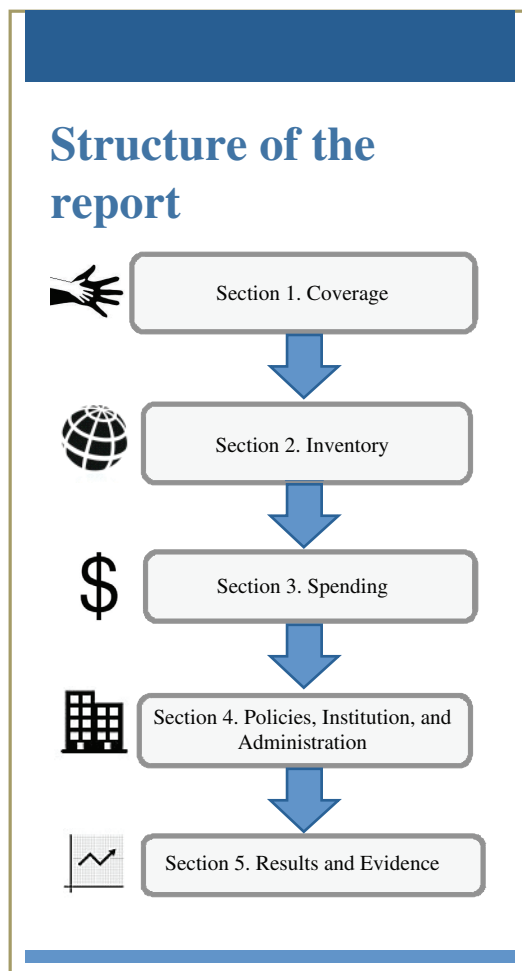 Structure of the
report
Section 1. Coverage
Section 2. Inventory
$
Section 3. Spending
Section 4. Policies, Institution, and
Administration
Section 5. Results and Evidence